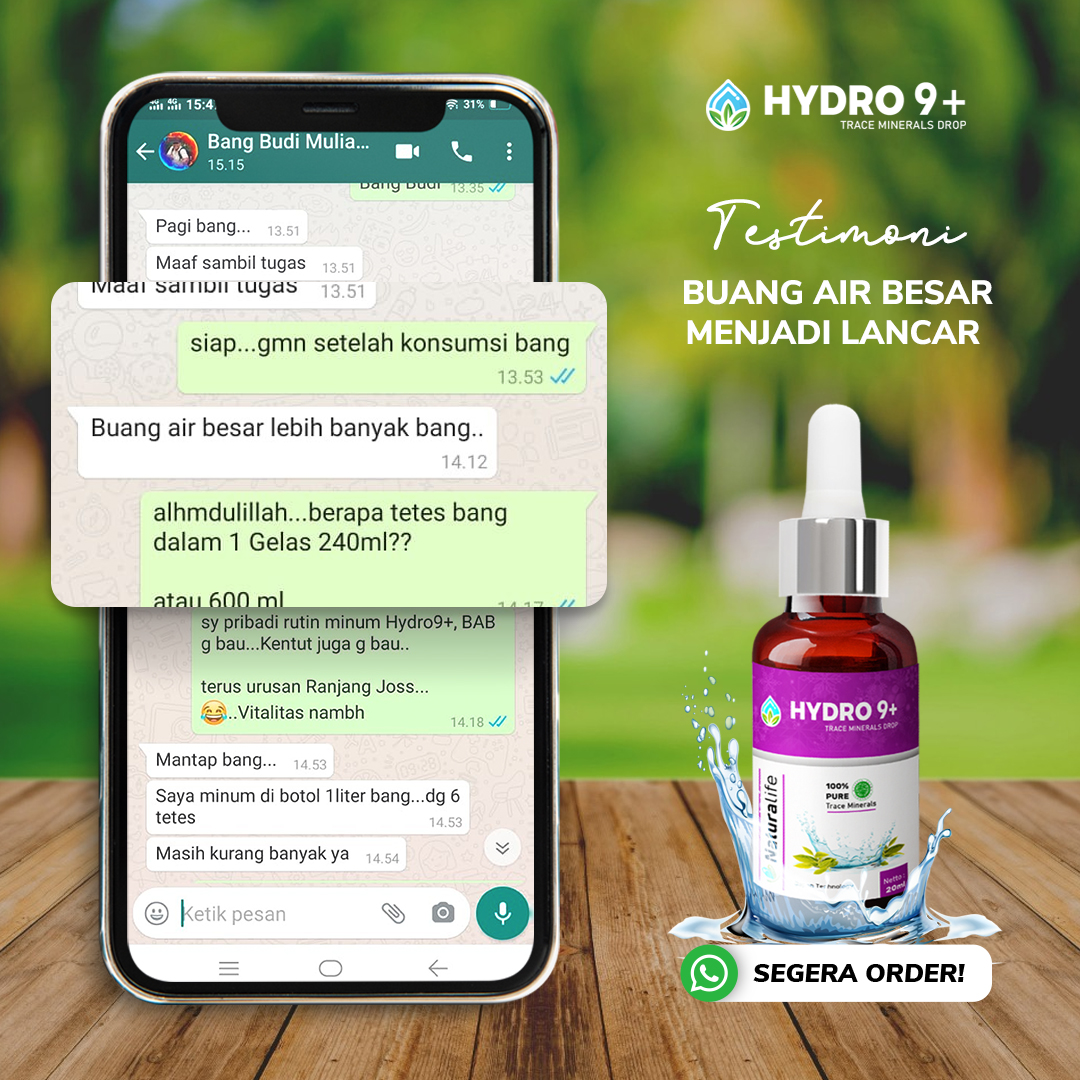 15:4
31%
Bang Budi Mulia...
15.15
Bang Budi 13.35
Pagi bang... 13.51
Maaf sambil tugas 13.51
Maaf sambil tugas 13.51
siap...gmn setelah konsumsi bang
13.53
Buang air besar lebih banyak bang..
14.12
alhmdulillah...berapa tetes bang
dalam 1 Gelas 240ml??
atau 600 ml 14.17
sy pribadi rutin minum Hydro9+, BAB
g bau...Kentut juga g bau..
terus urusan Ranjang Joss...
😂..Vitalitas nambh 14.18
Mantap bang... 14.53
Saya minum di botol 1liter bang...dg 6
tetes 14.53
Masih kurang banyak ya 14.54
Ketik pesan
HYDRO 9+
TRACE MINERALS DROP
Testimoni
BUANG AIR BESAR
MENJADI LANCAR
HYDRO 9+
TRACE MINERALS DROP
Naturalife
100%
PURE
Trace Minerals
Netto :
20ml
SEGERA ORDER!